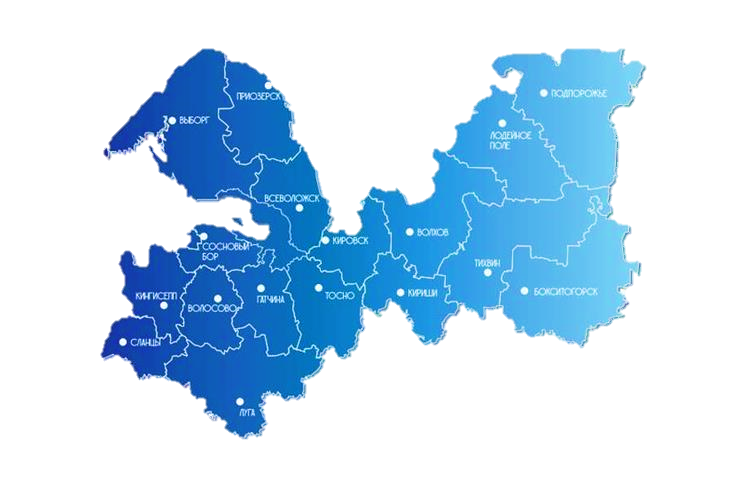 ПОДПОРОЖЬЕ
ПРИОЗЕРСК
ВЫБОРГ
ЛОДЕЙНОЕ
ПОЛЕ
ВСЕВОЛОЖСК
ВОЛХОВ
КИРОВСК
СОСНОВЫЙ
БОР
ТИХВИН
КИНГИСЕПП
ГАТЧИНА
ТОСНО
КИРИШИ
БОКСИТОГОРСК
ВОЛОСОВО
СЛАНЦЫ
ЛУГА